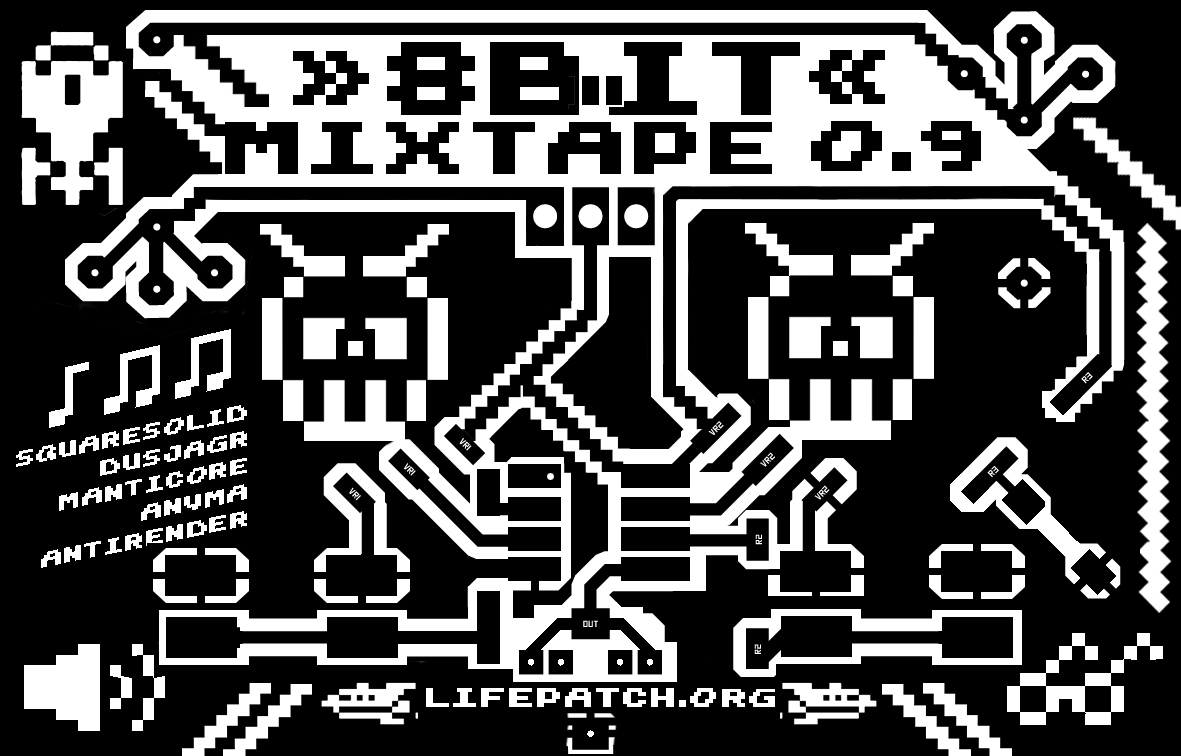 »8BIT«
MIXTAPE 0.9
SQUARESOLID
DUSJAGR
MANTICORE
ANYMA
ANTIRENDER
R3
VR1
VR1
VR1
VR2
VR2
VR2
R3
R2
OUT
R2
LIFEPATCH.ORG